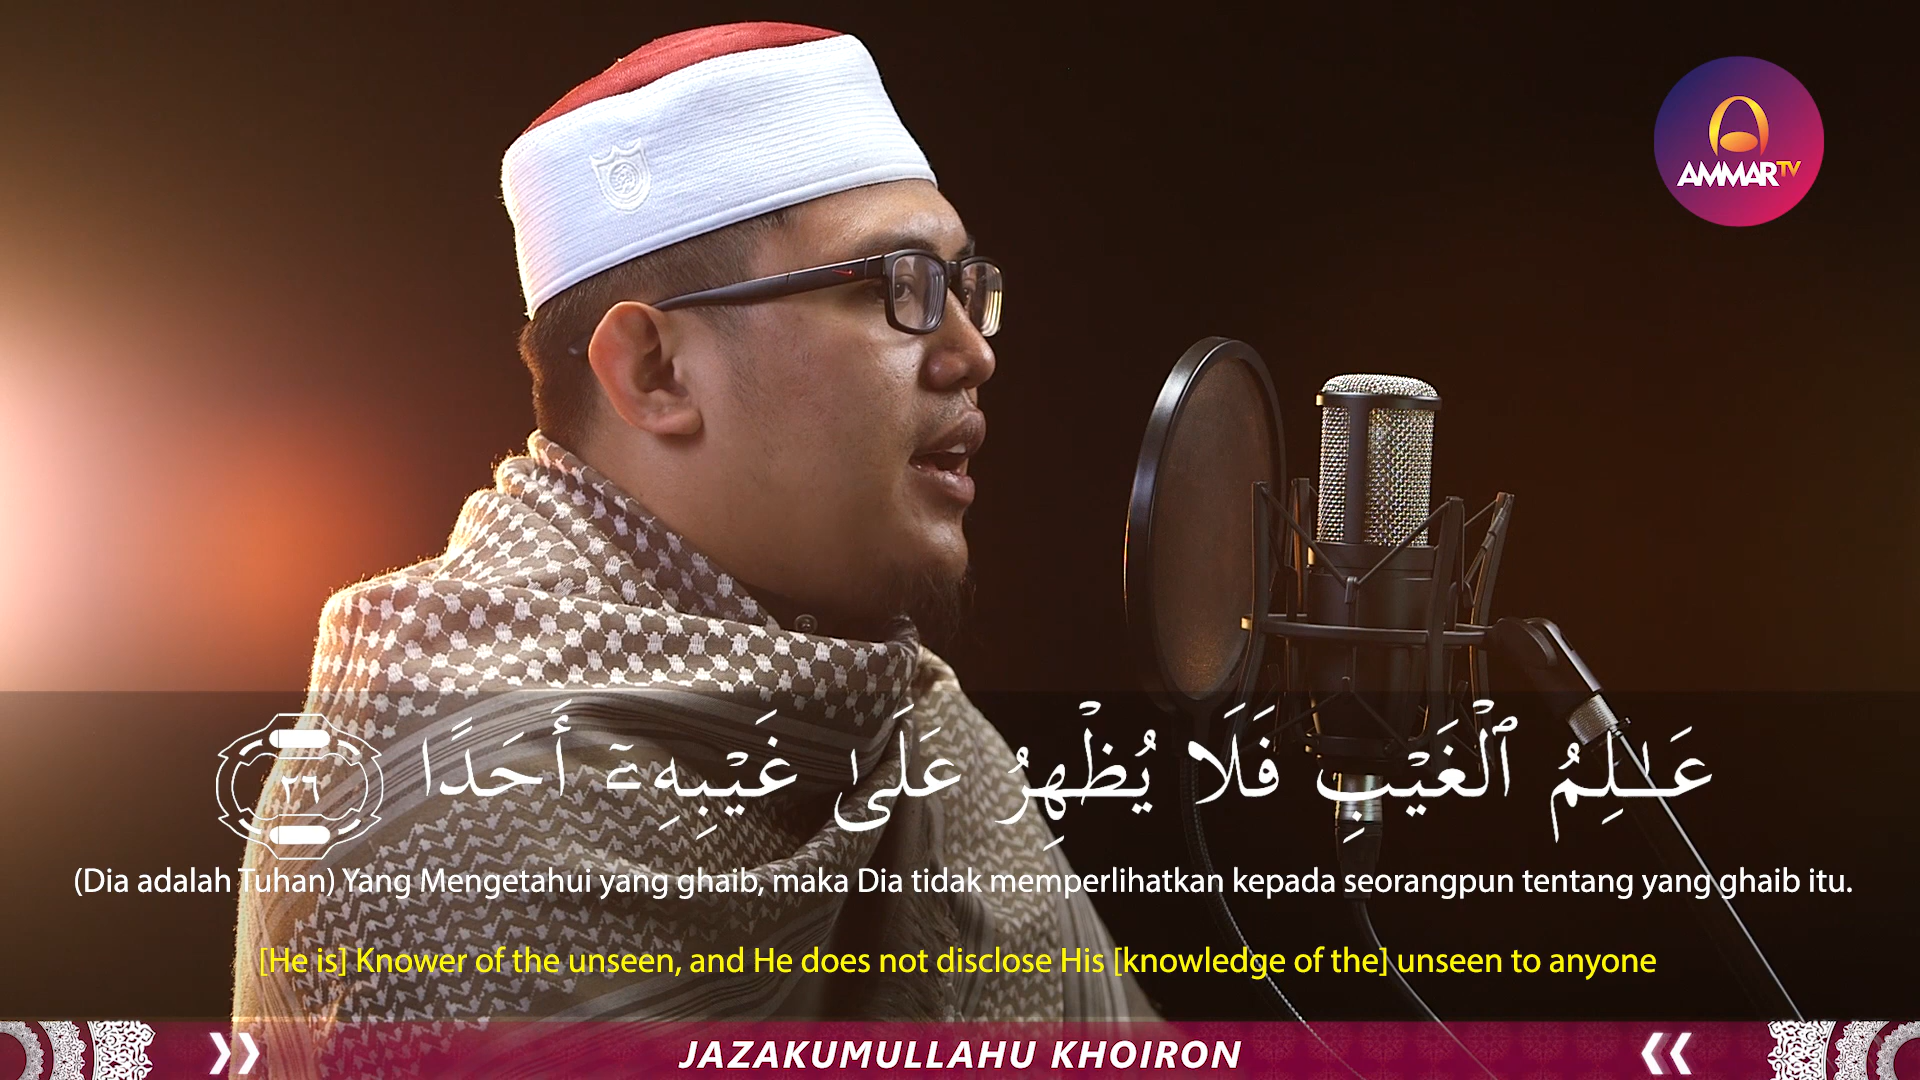 AMMARTV
عَـٰلِمُ ٱلْغَيْبِ فَلَا يُظْهِرُ عَلَىٰ غَيْبِهِۦٓ أَحَدًا ٢٦
(Dia adalah Tuhan) Yang Mengetahui yang ghaib, maka Dia tidak memperlihatkan kepada seorangpun tentang yang ghaib itu.
[He is] Knower of the unseen, and He does not disclose His [knowledge of the] unseen to anyone
JAZAKUMULLAHU KHOIRON